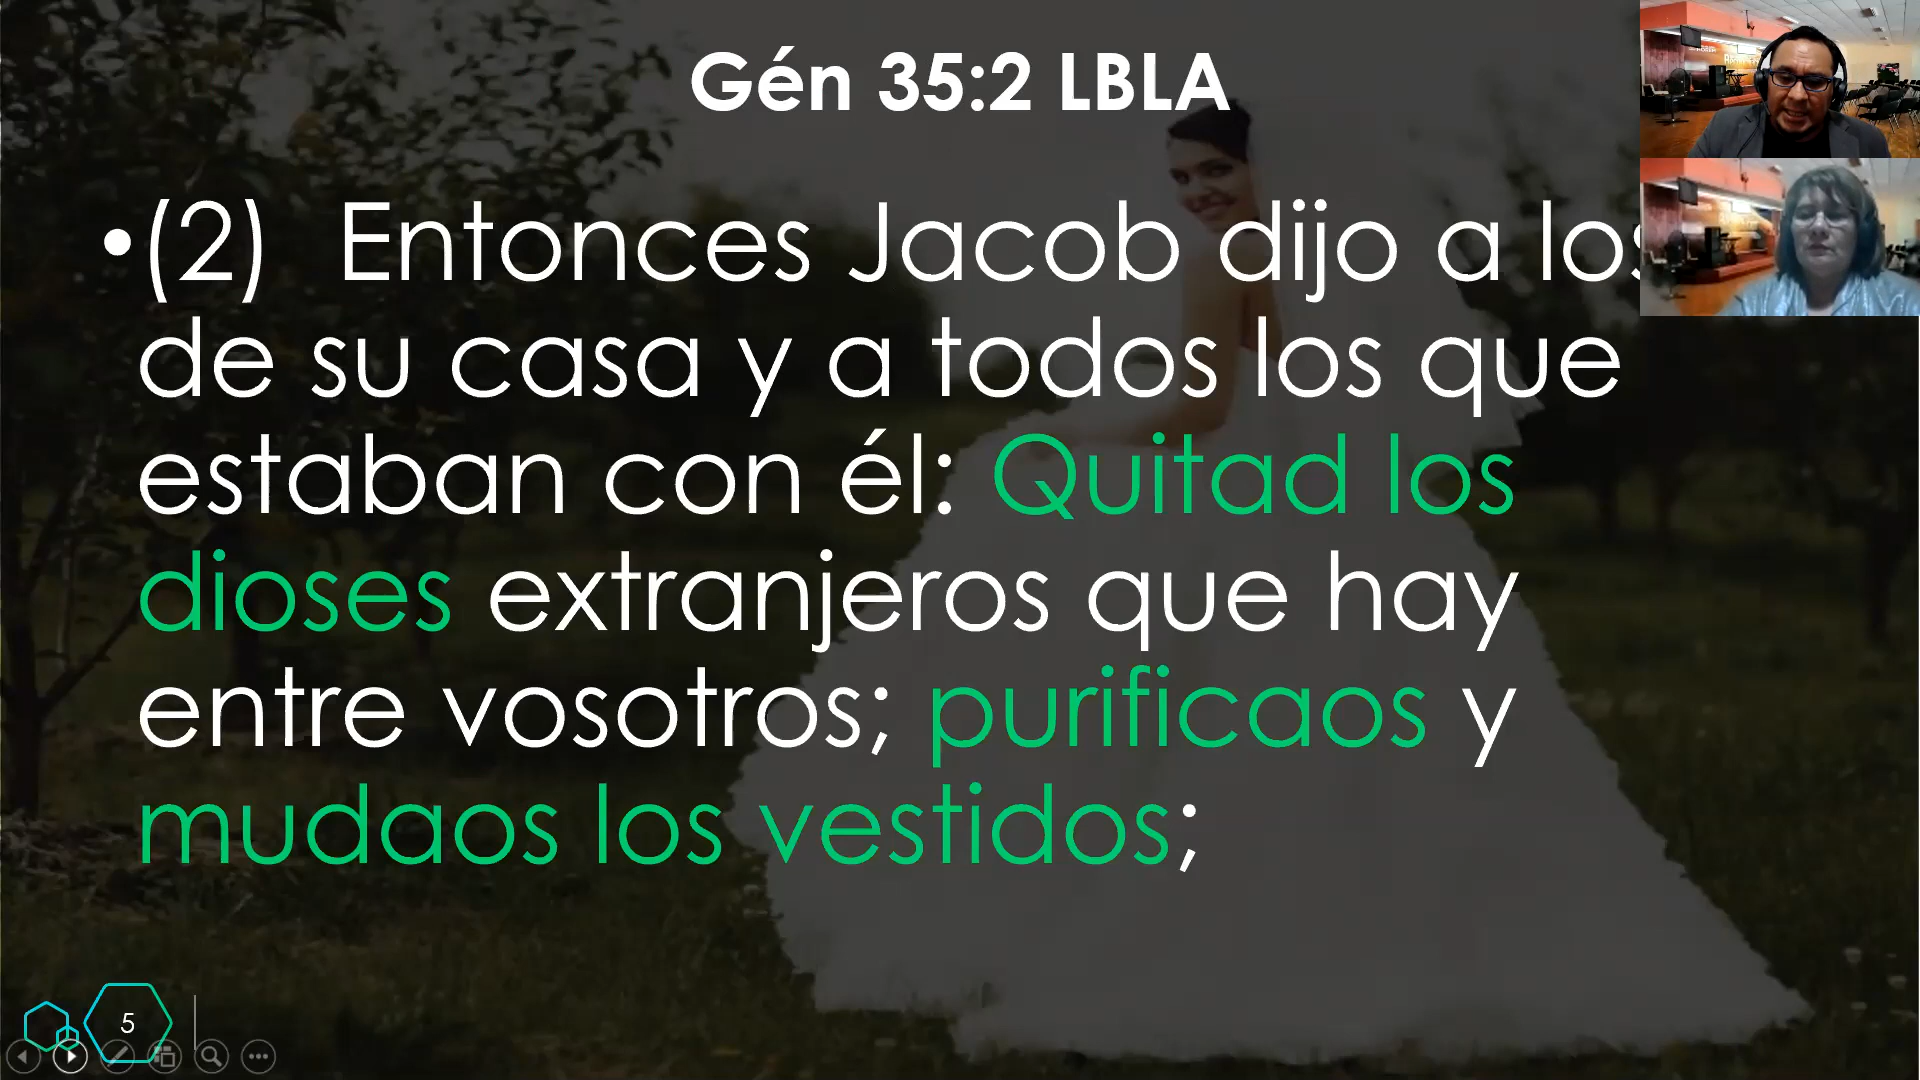 Gén 35:2 LBLA
•(2) Entonces Jacob dijo a los
de su casa y a todos los que
estaban con él: Quitad los
dioses extranjeros que hay
entre vosotros; purificaos y
mudaos los vestidos;
5